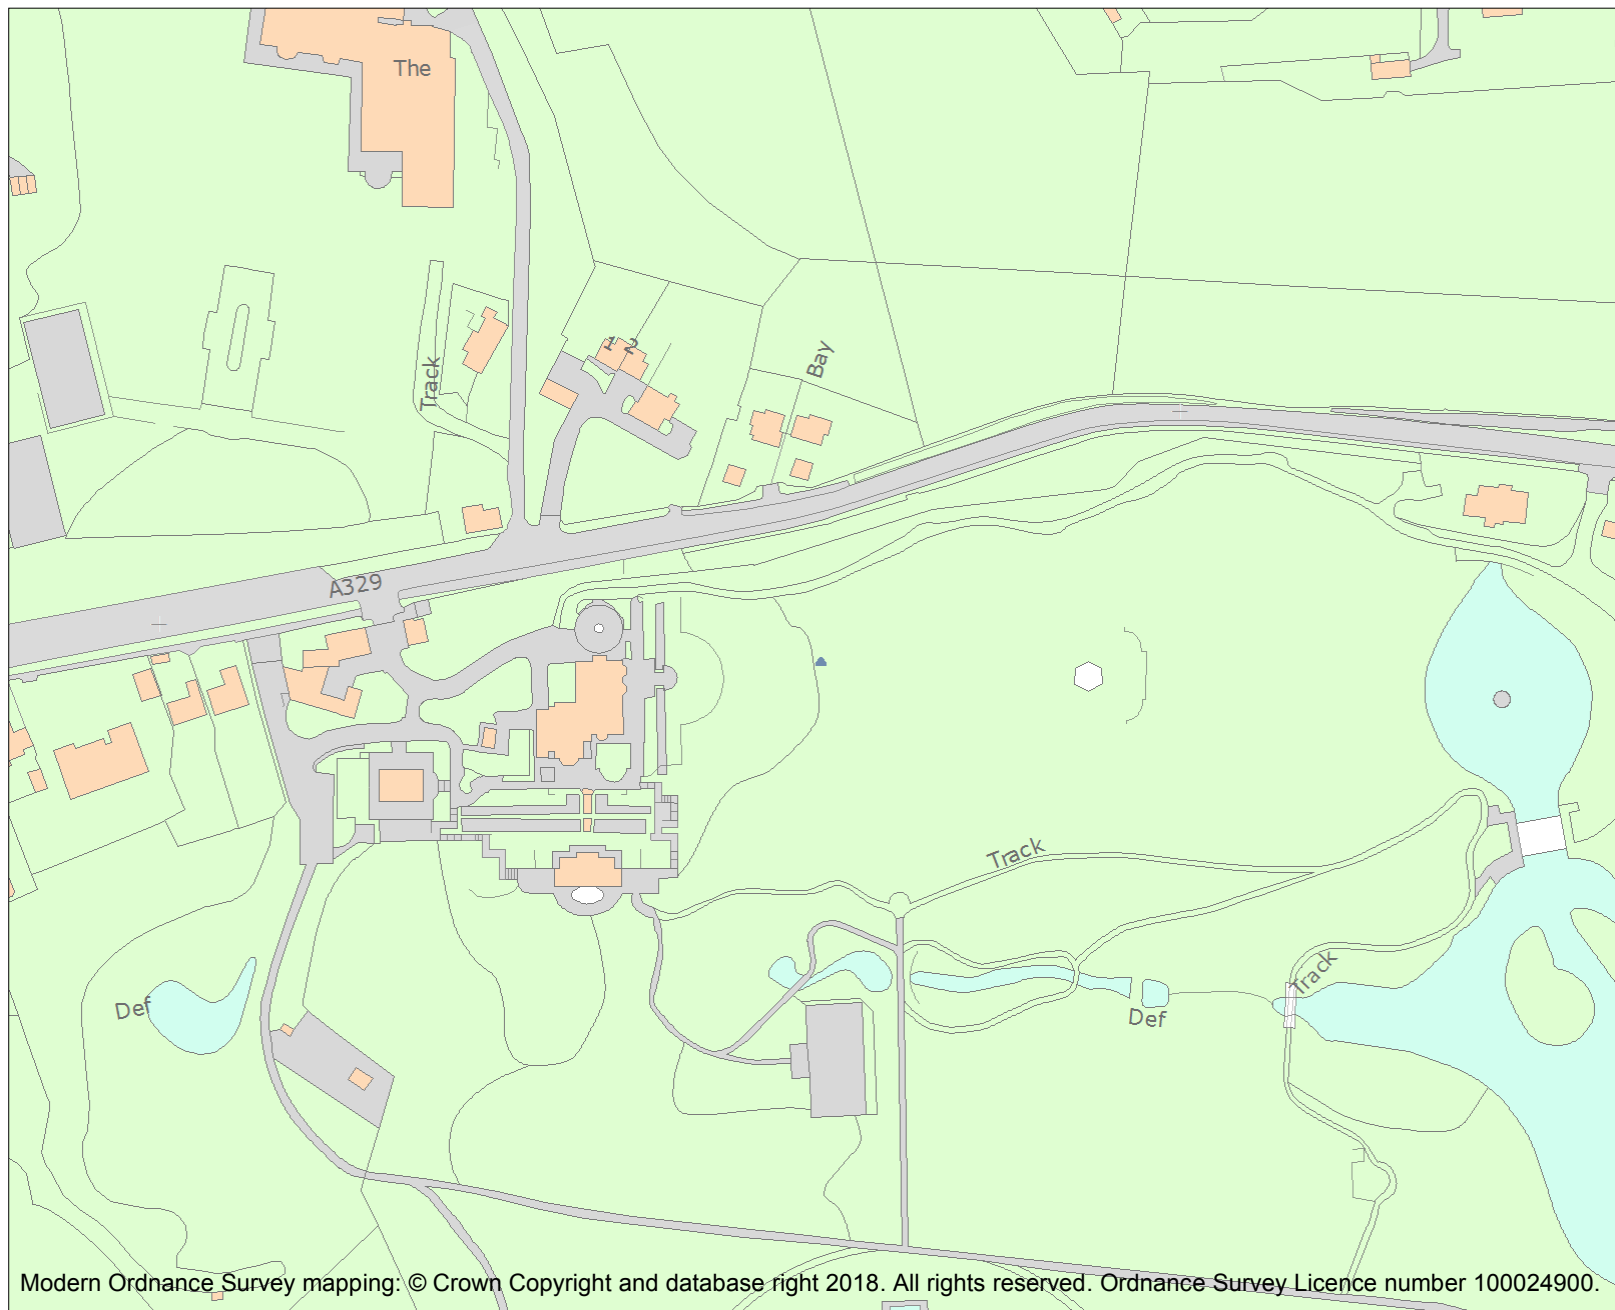 The
1 2
Bay
Track
A329
Track
Track
Def
Def
Modern Ordnance Survey mapping: © Crown Copyright and database right 2018. All rights reserved. Ordnance Survey Licence number 100024900.